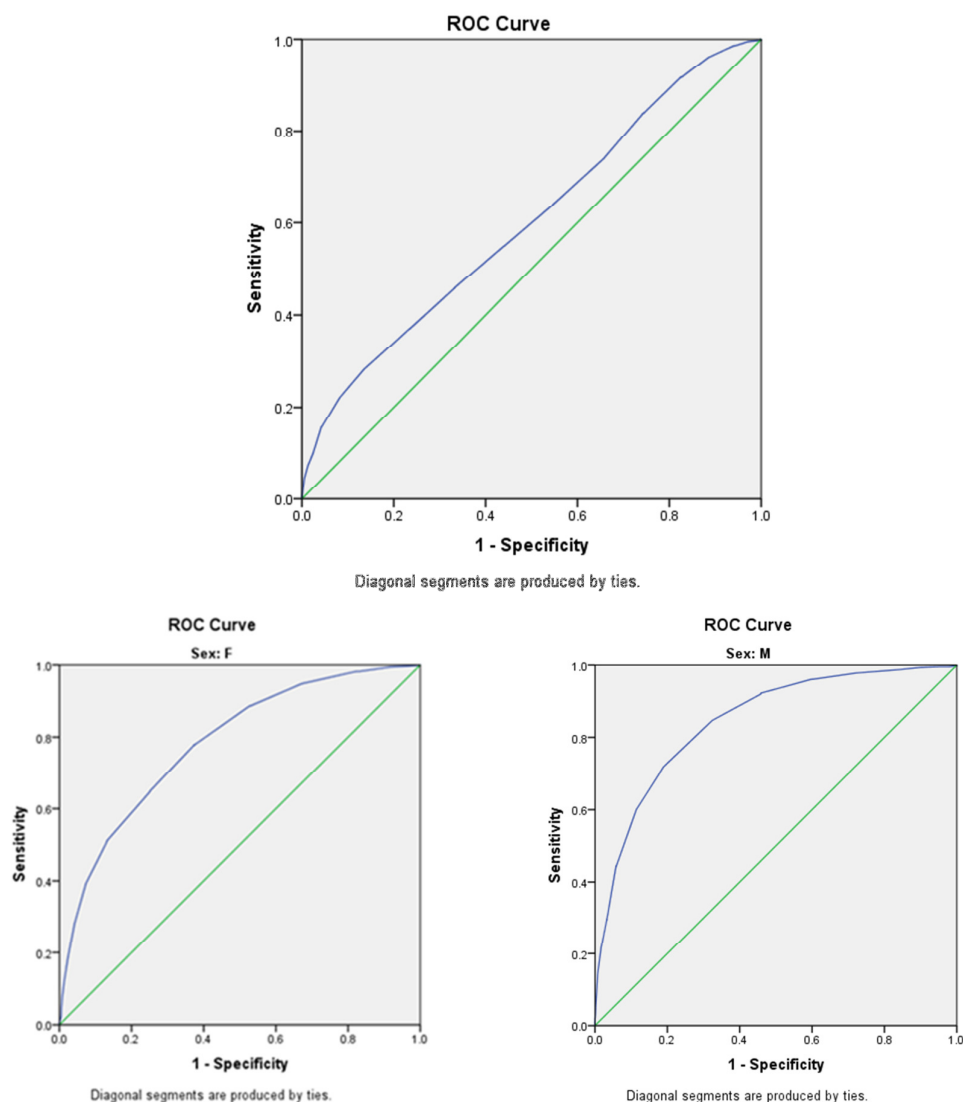 ROC Curve
1.0
0.8
0.6
0.4
0.2
0.0
Sensitivity
0.0 0.2 0.4 0.6 0.8 1.0
1 - Specificity
Diagonal segments are produced by ties.
ROC Curve
Sex: F
1.0
0.8
0.6
0.4
0.2
0.0
Sensitivity
0.0 0.2 0.4 0.6 0.8 1.0
1 - Specificity
Diagonal segments are produced by ties.
ROC Curve
Sex: M
1.0
0.8
0.6
0.4
0.2
0.0
Sensitivity
0.0 0.2 0.4 0.6 0.8 1.0
1 - Specificity
Diagonal segments are produced by ties.